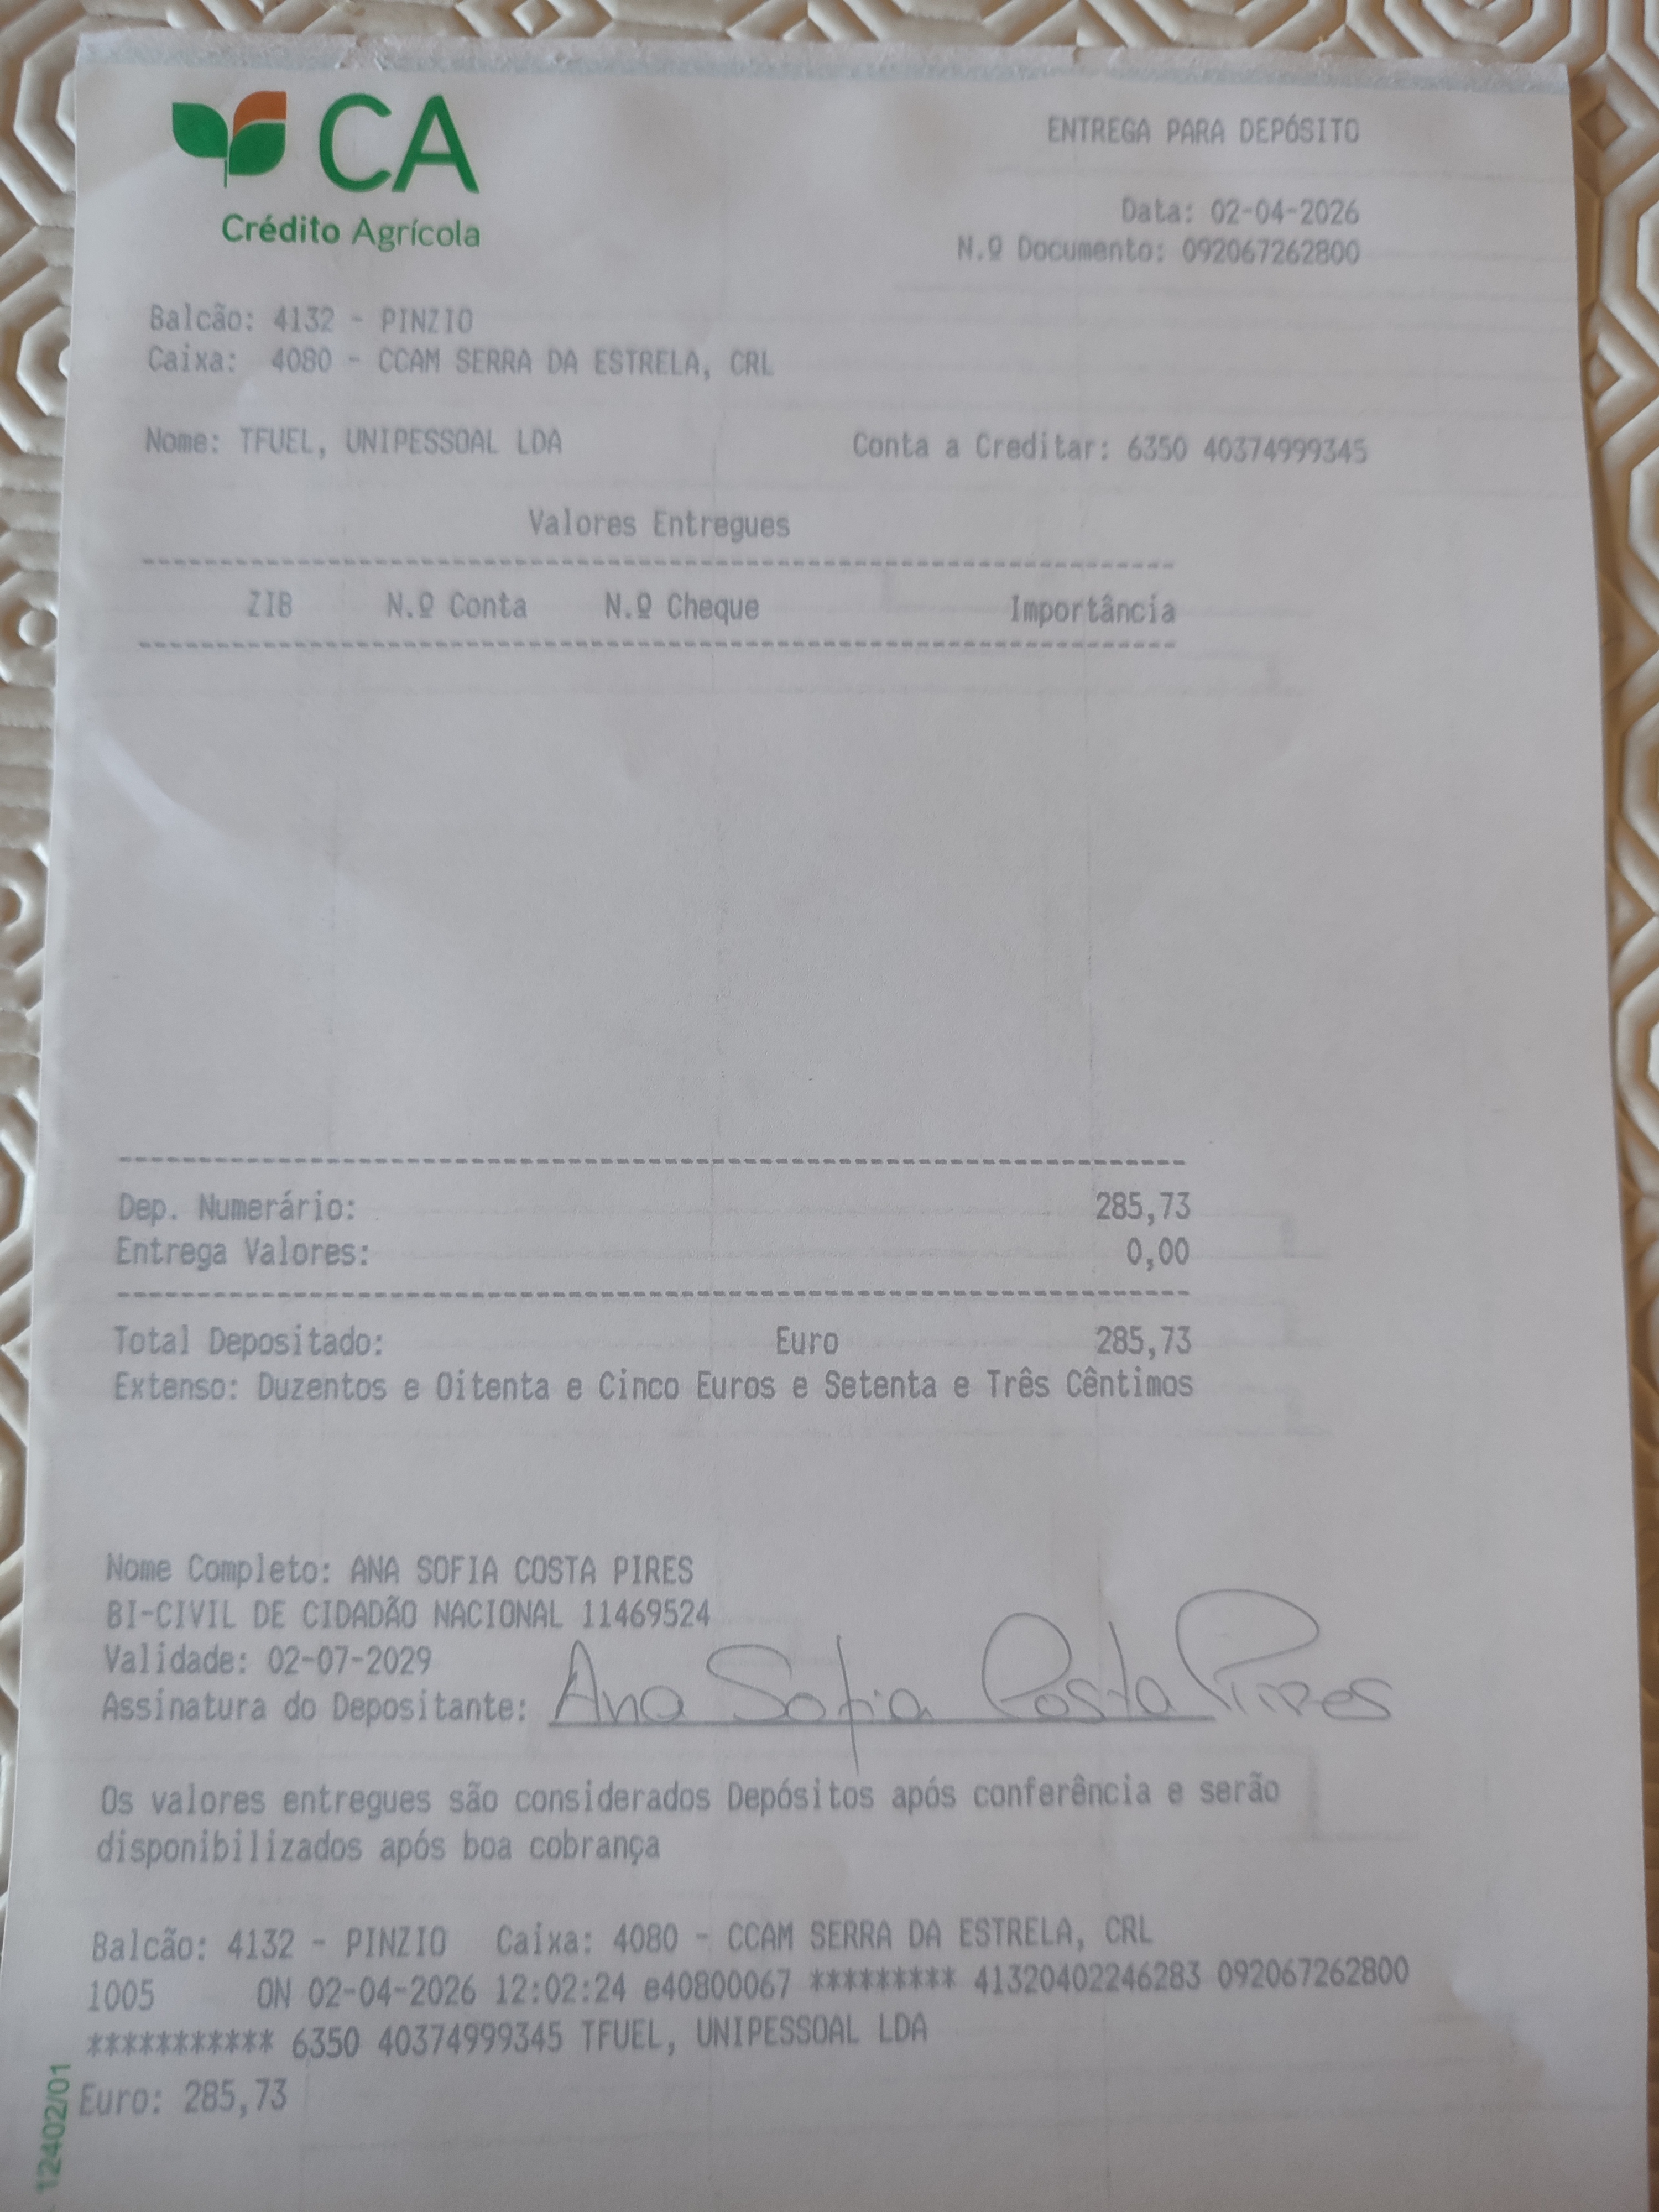 CA
Crédito Agrícola
ENTREGA PARA DEPÓSITO
Data: 02-04-2026
N.º Documento: 092067262800
Balcão: 4132 - PINZIO
Caixa: 4080 - CCAM SERRA DA ESTRELA, CRL
Nome: TFUEL, UNIPESSOAL LDA Conta a Creditar: 6350 40374999345
Valores Entregues
ZIB N.º Conta N.º Cheque Importância
Dep. Numerário: 285,73
Entrega Valores: 0,00
Total Depositado: Euro 285,73
Extenso: Duzentos e Oitenta e Cinco Euros e Setenta e Três Cêntimos
Nome Completo: ANA SOFIA COSTA PIRES
BI-CIVIL DE CIDADÃO NACIONAL 11469524
Validade: 02-07-2029
Assinatura do Depositante: Ana Sofia Costa Pires
Os valores entregues são considerados Depósitos após conferência e serão
disponibilizados após boa cobrança
Balcão: 4132 - PINZIO Caixa: 4080 - CCAM SERRA DA ESTRELA, CRL
1005 ON 02-04-2026 12:02:24 e40800067 ********* 41320402246283 092067262800
*********** 6350 40374999345 TFUEL, UNIPESSOAL LDA
Euro: 285,73
12402/01